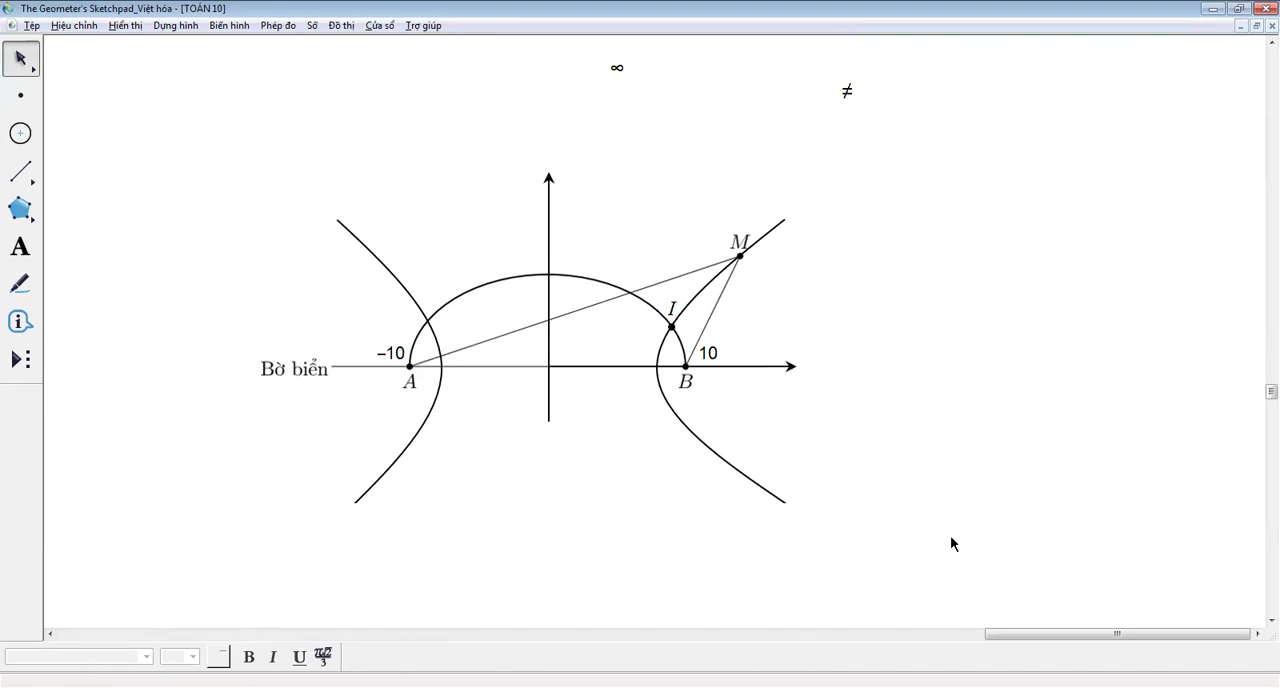 The Geometer's Sketchpad_Việt hóa - [TOÁN 10]
Tệp Hiệu chỉnh Hiển thị Dựng hình Biến hình Phép đo Số Đồ thị Cửa sổ Trợ giúp
∞
≠
M
I
−10
10
Bờ biển
A
B
A
B I U